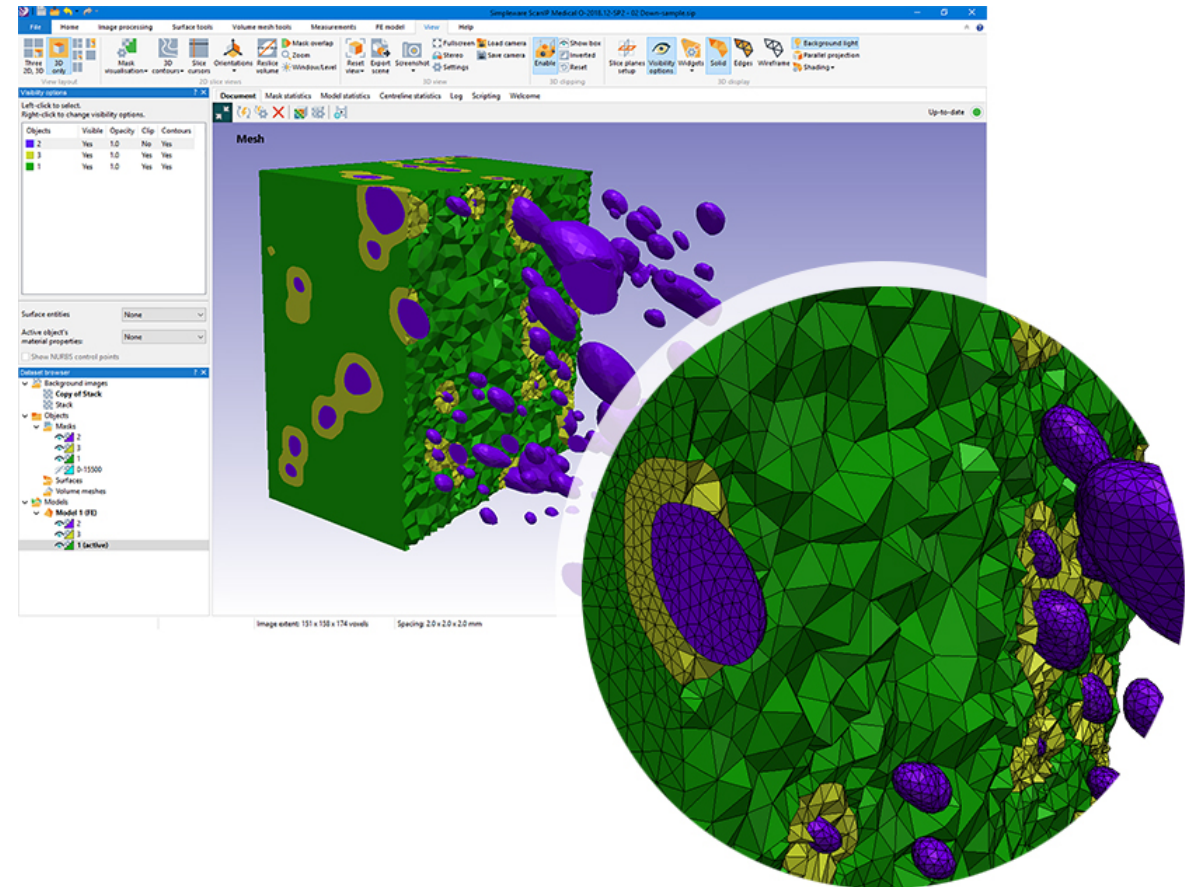 Simpleware ScanIP Medical O-2018.12-SP2 - 02 Down-sample.sip
File Home Image processing Surface tools Volume mesh tools Measurements FE model View Help
Three 2D, 3D
3D only
View layout
Mask visualisation
3D contours
Slice cursors
2D slice views
Orientations
Reslice volume
Mask overlap
Zoom
Window/Level
Reset view
Export scene
Screenshot
Fullscreen
Stereo
Settings
Load camera
Save camera
3D view
Enable
Show box
Inverted
Reset
3D clipping
Slice planes setup
Visibility options
Widgets
Solid
Edges
Wireframe
Background light
Parallel projection
Shading
3D display
Visibility options
Left-click to select.
Right-click to change visibility options.
Objects Visible Opacity Clip Contours
2 Yes 1.0 No Yes
3 Yes 1.0 Yes Yes
1 Yes 1.0 Yes Yes
Surface entities None
Active object's
material properties: None
Show NURBS control points
Dataset browser
Background images
Copy of Stack
Stack
Objects
Masks
2
3
1
0-15500
Surfaces
Volume meshes
Models
Model 1 (FE)
2
3
1 (active)
Document Mask statistics Model statistics Centreline statistics Log Scripting Welcome
Up-to-date
Mesh
Image extent: 151 x 158 x 174 voxels Spacing: 2.0 x 2.0 x 2.0 mm